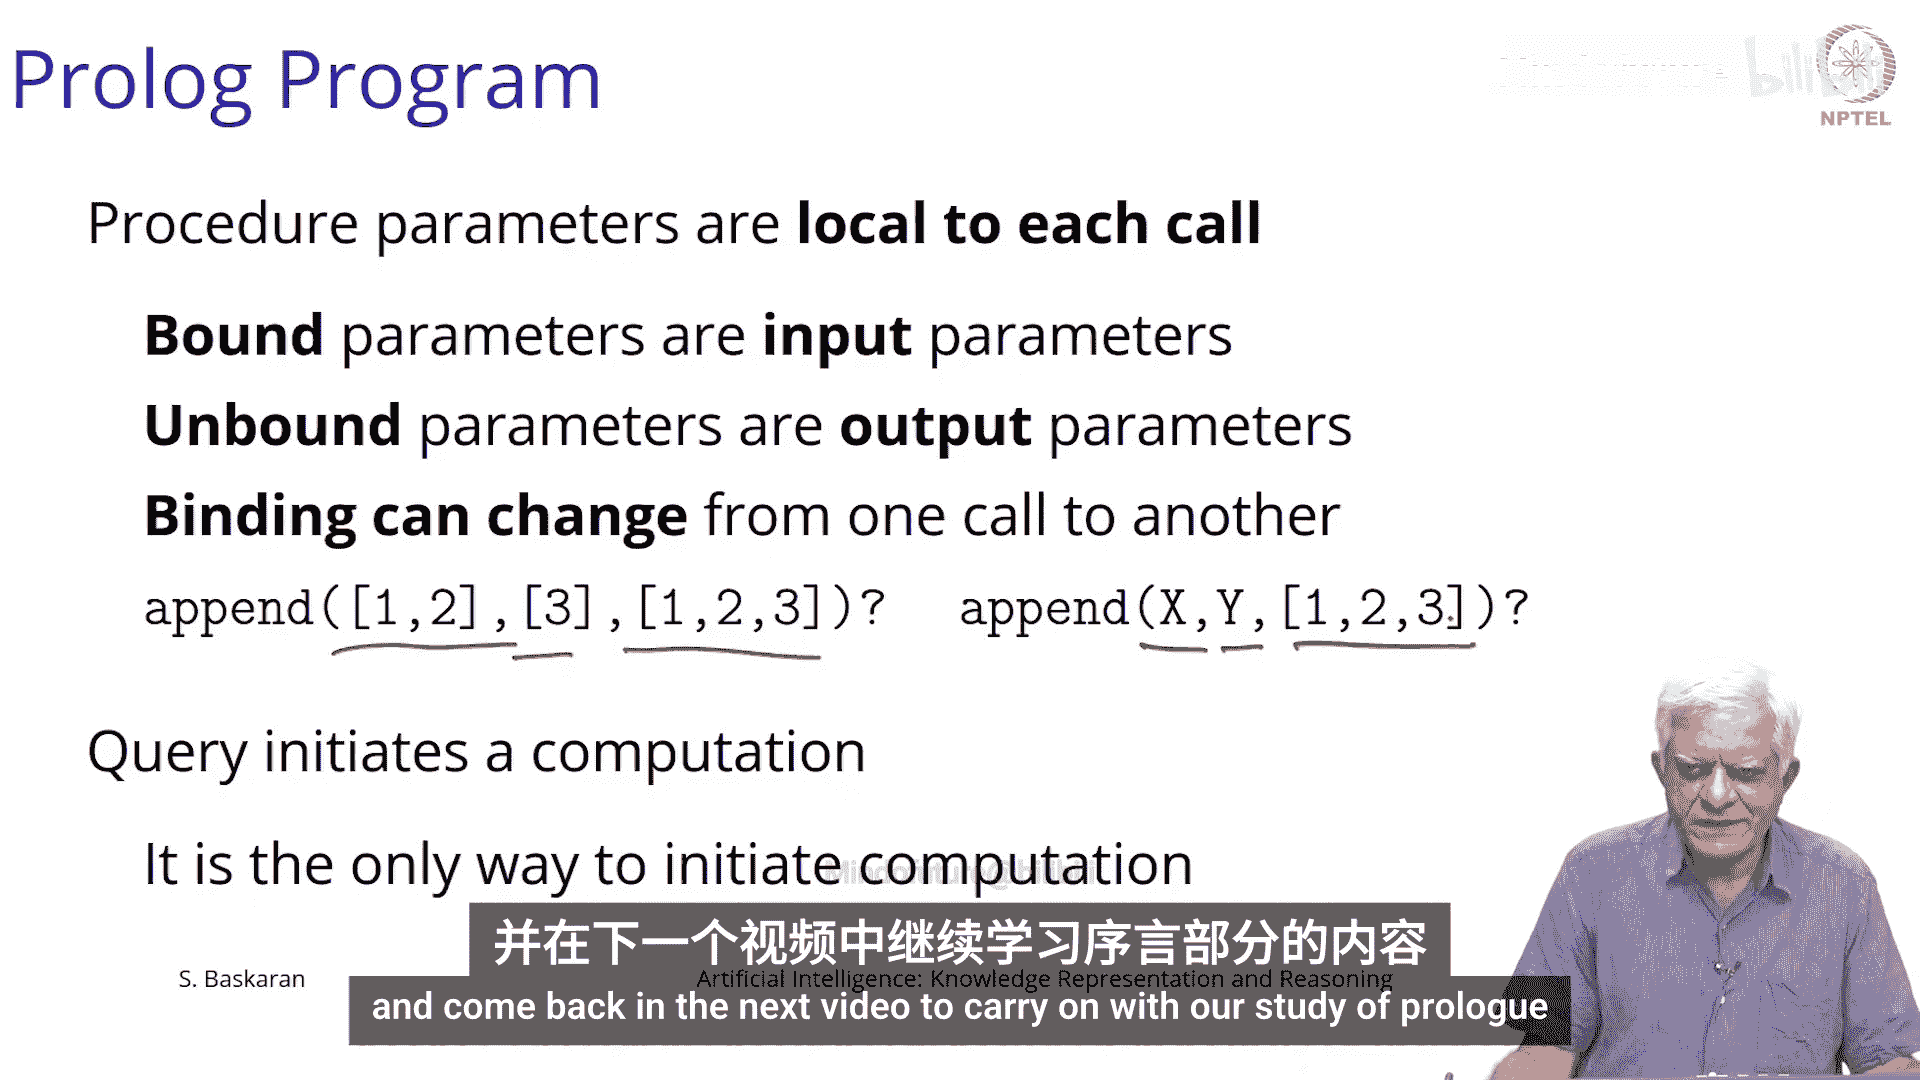 Prolog Program
NPTEL
Procedure parameters are local to each call
Bound parameters are input parameters
Unbound parameters are output parameters
Binding can change from one call to another
append([1,2],[3],[1,2,3])? append(X,Y,[1,2,3])?
Query initiates a computation
It is the only way to initiate computation
并在下一个视频中继续学习序言部分的内容
S. Baskaran Artificial Intelligence: Knowledge Representation and Reasoning
and come back in the next video to carry on with our study of prologue